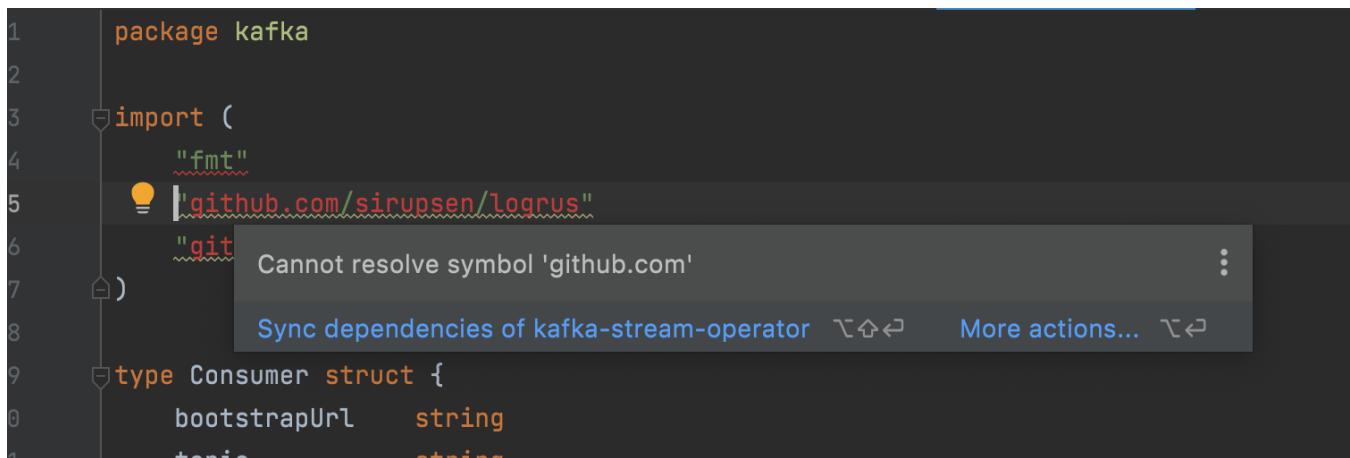 1 package kafka
2
3 import (
4 "fmt"
5 "github.com/sirupsen/logrus"
6 "git
Cannot resolve symbol 'github.com'
7 )
Sync dependencies of kafka-stream-operator ⌥⇧⏎ More actions... ⌥⏎
8
9 type Consumer struct {
0 bootstrapUrl string